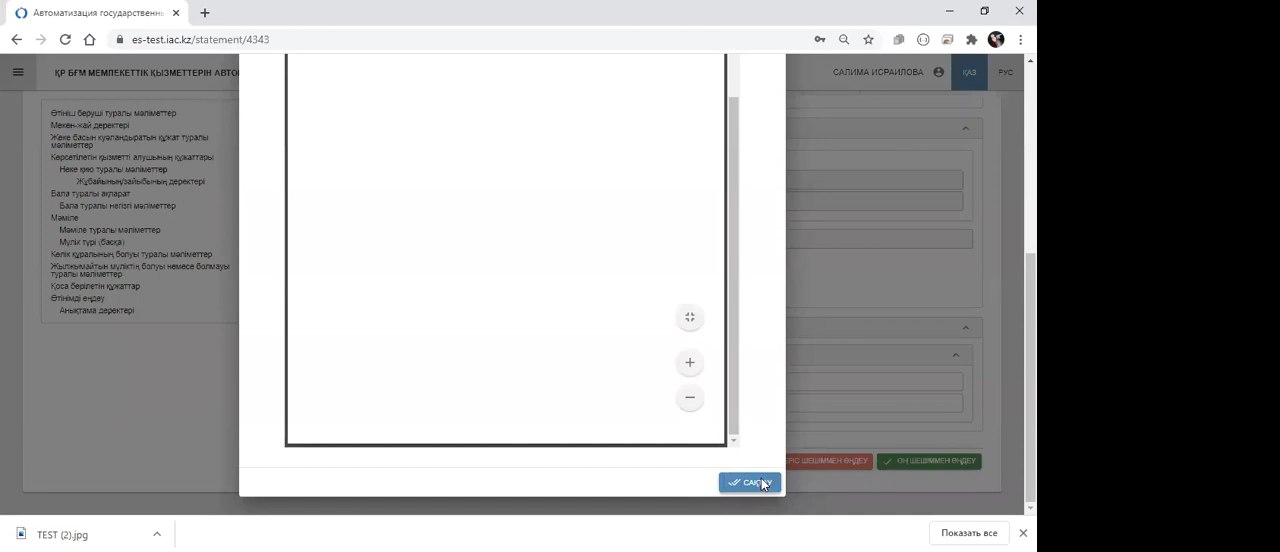 Автоматизация государственны
es-test.iac.kz/statement/4343
ҚР БҒМ МЕМЛЕКЕТТІК ҚЫЗМЕТТЕРІН АВТО
САЛИМА ИСРАИЛОВА
ҚАЗ
РУС
Өтініш беруші туралы мәліметтер
Мекен-жай деректері
Жеке басын куәландыратын құжат туралы
мәліметтер
Көрсетілетін қызметті алушының құжаттары
Неке қию туралы мәліметтер
Жұбайының/зайыбының деректері
Бала туралы ақпарат
Бала туралы негізгі мәліметтер
Мәміле
Мәміле туралы мәліметтер
Мүлік түрі (басқа)
Көлік құралының болуы туралы мәліметтер
Жылжымайтын мүліктің болуы немесе болмауы
туралы мәліметтер
Қоса берілетін құжаттар
Өтінімді өңдеу
Анықтама деректері
ШЕШІММЕН ӨҢДЕУ
ОҢ ШЕШІММЕН ӨҢДЕУ
САҚТАУ
TEST (2).jpg
Показать все